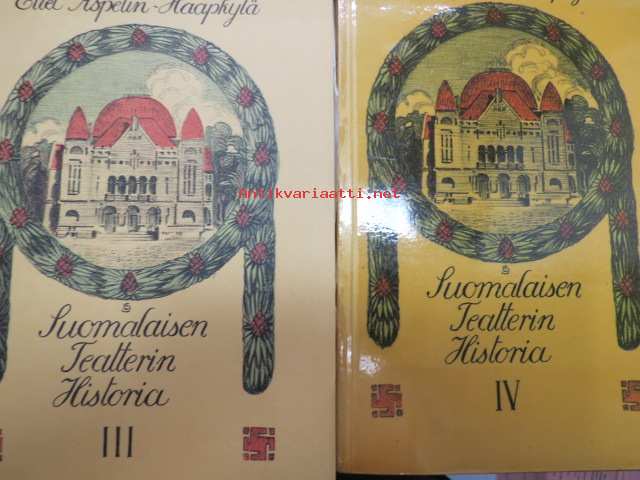 Eliel Aspelin-Haapkylä
Suomalaisen
Teatterin
Historia
III
Suomalaisen
Teatterin
Historia
IV
Antikvariaatti.net